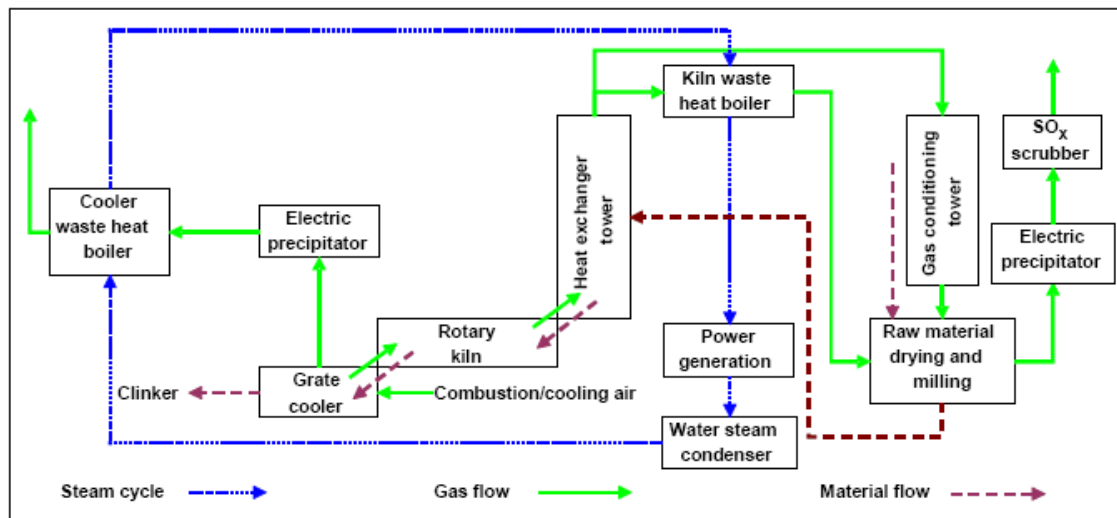 Kiln waste
heat boiler
SOX
scrubber
Cooler
waste heat
boiler
Electric
precipitator
Heat exchanger
tower
Gas conditioning
tower
Electric
precipitator
Rotary
kiln
Power
generation
Raw material
drying and
milling
Clinker
Grate
cooler
Combustion/cooling air
Water steam
condenser
Steam cycle
Gas flow
Material flow